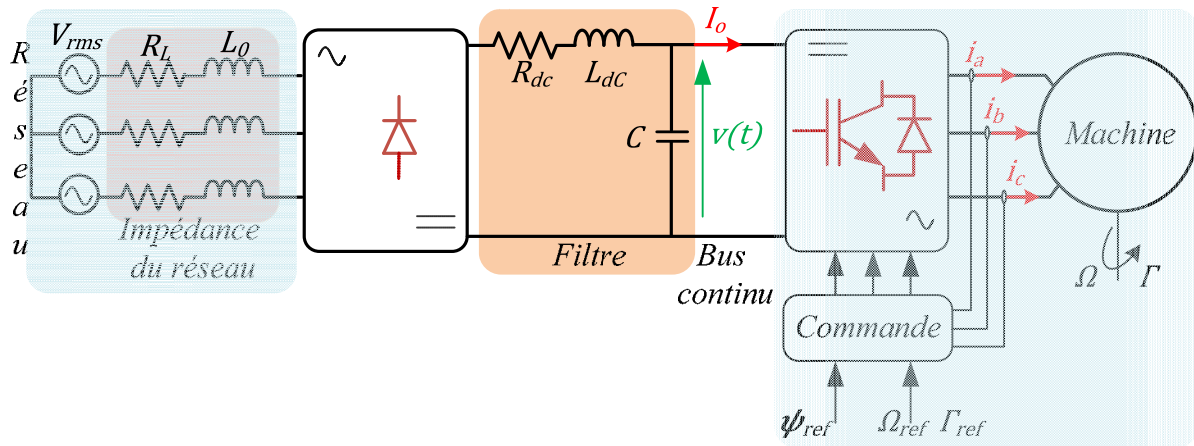 Réseau
V_rms
R_L
L_0
Impédance
du réseau
R_dc
L_dC
C
Filtre
I_o
v(t)
Bus
continu
i_a
i_b
i_c
Machine
Ω Γ
Commande
ψ_ref Ω_ref Γ_ref